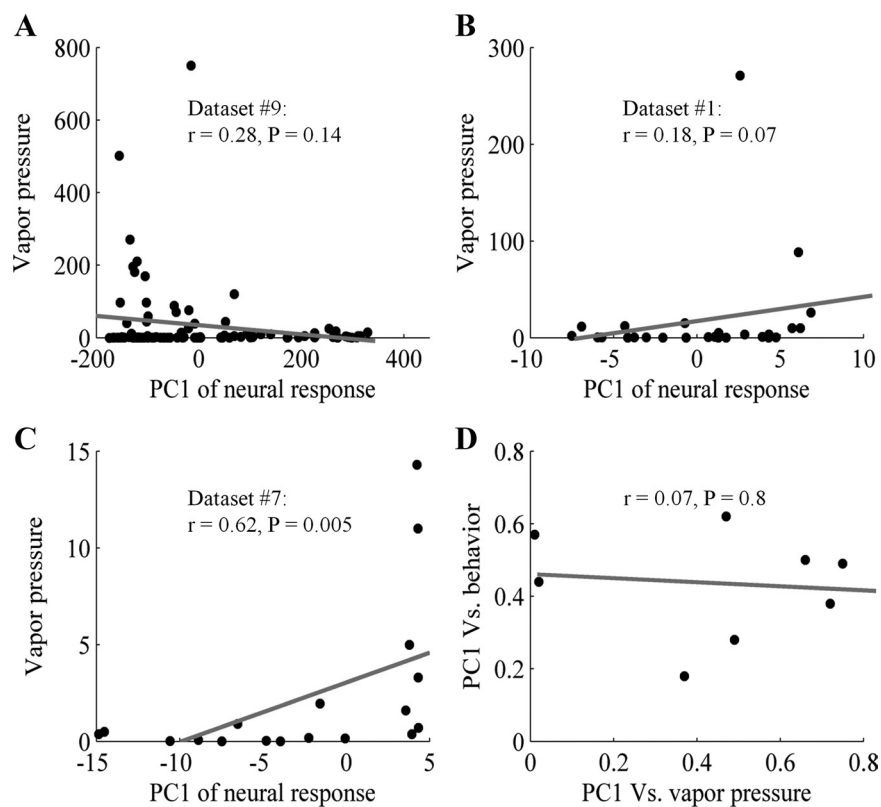 A
B
800
600
400
200
0
-200
0
200
400
Vapor pressure
PC1 of neural response
Dataset #9:
r = 0.28, P = 0.14
300
200
100
0
-10
-5
0
5
10
Vapor pressure
PC1 of neural response
Dataset #1:
r = 0.18, P = 0.07
C
D
15
10
5
0
-15
-10
-5
0
5
Vapor pressure
PC1 of neural response
Dataset #7:
r = 0.62, P = 0.005
0.8
0.6
0.4
0.2
0
0
0.2
0.4
0.6
0.8
PC1 Vs. behavior
PC1 Vs. vapor pressure
r = 0.07, P = 0.8